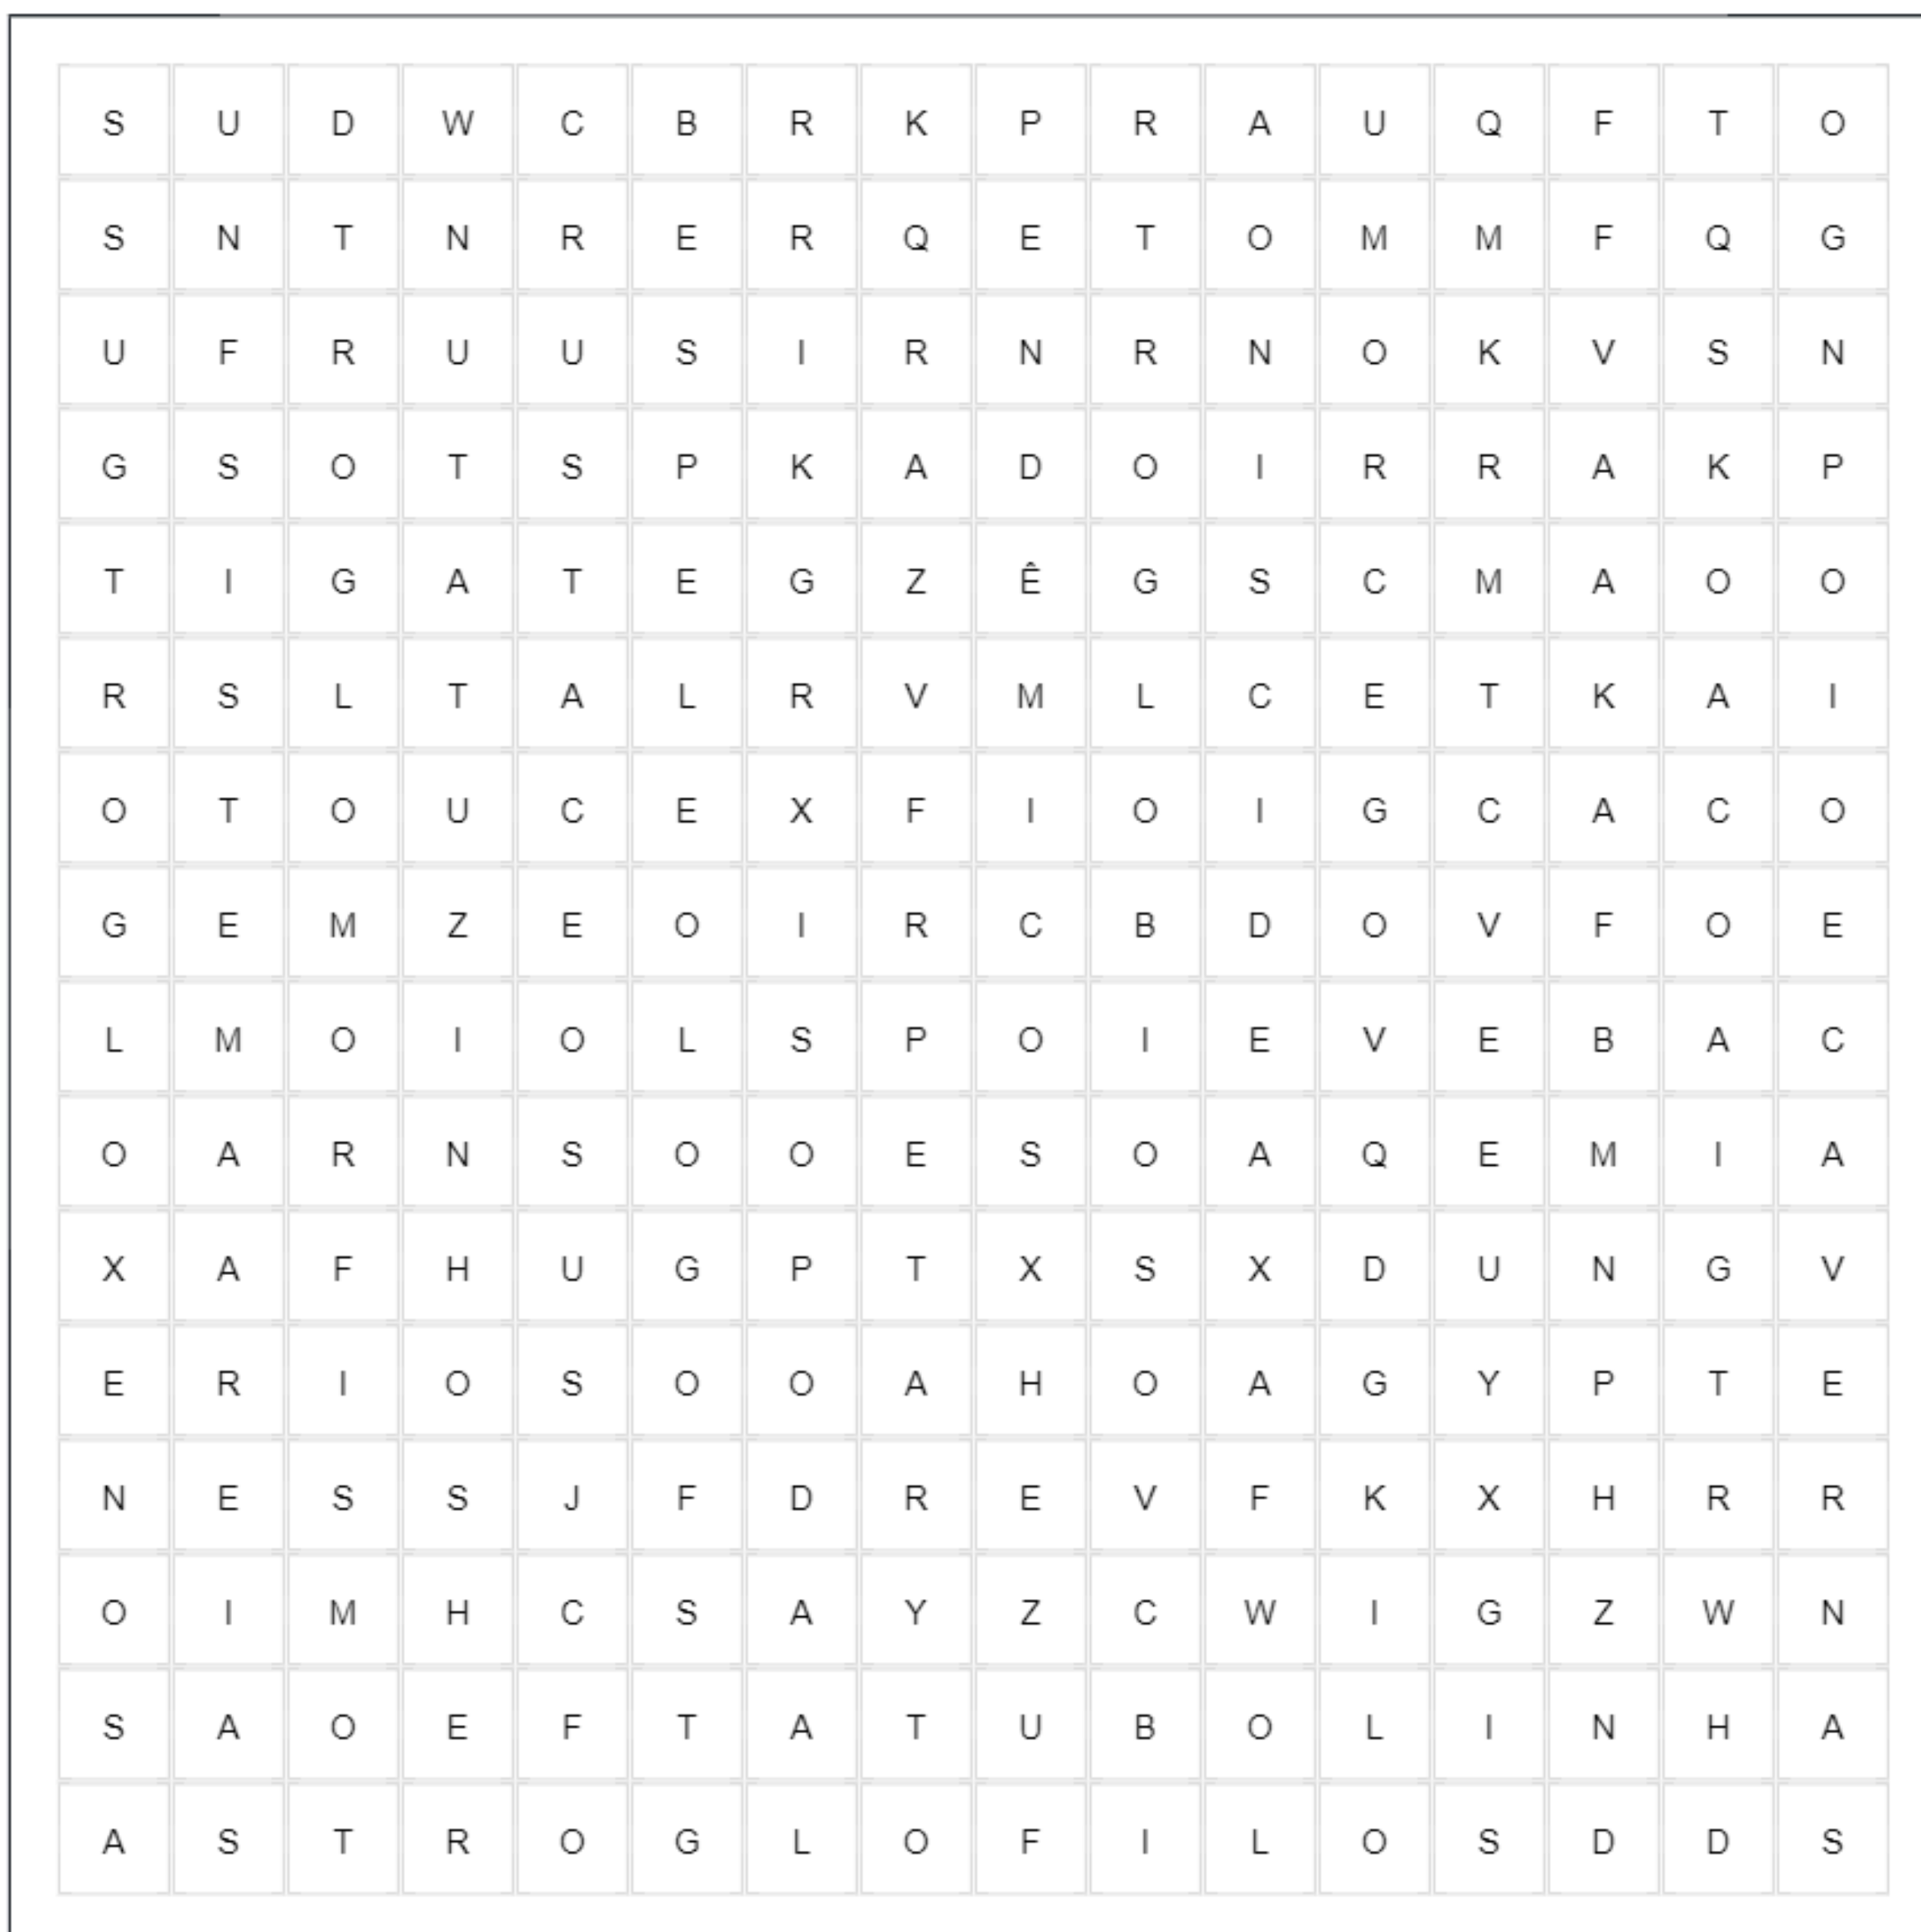 S U D W C B R K P R A U Q F T O
S N T N R E R Q E T O M M F Q G
U F R U U S I R N R N O K V S N
G S O T S P K A D O I R R A K P
T I G A T E G Z Ê G S C M A O O
R S L T A L R V M L C E T K A I
O T O U C E X F I O I G C A C O
G E M Z E O I R C B D O V F O E
L M O I O L S P O I E V E B A C
O A R N S O O E S O A Q E M I A
X A F H U G P T X S X D U N G V
E R I O S O O A H O A G Y P T E
N E S S J F D R E V F K X H R R
O I M H C S A Y Z C W I G Z W N
S A O E F T A T U B O L I N H A
A S T R O G L O F I L O S D D S